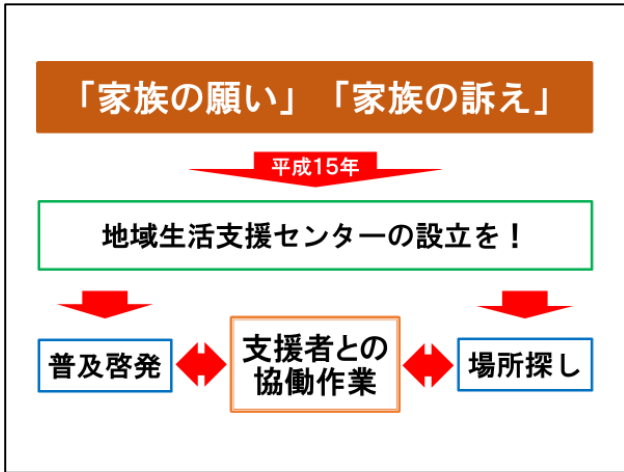 「家族の願い」「家族の訴え」
平成15年
地域生活支援センターの設立を！
普及啓発
支援者との
協働作業
場所探し